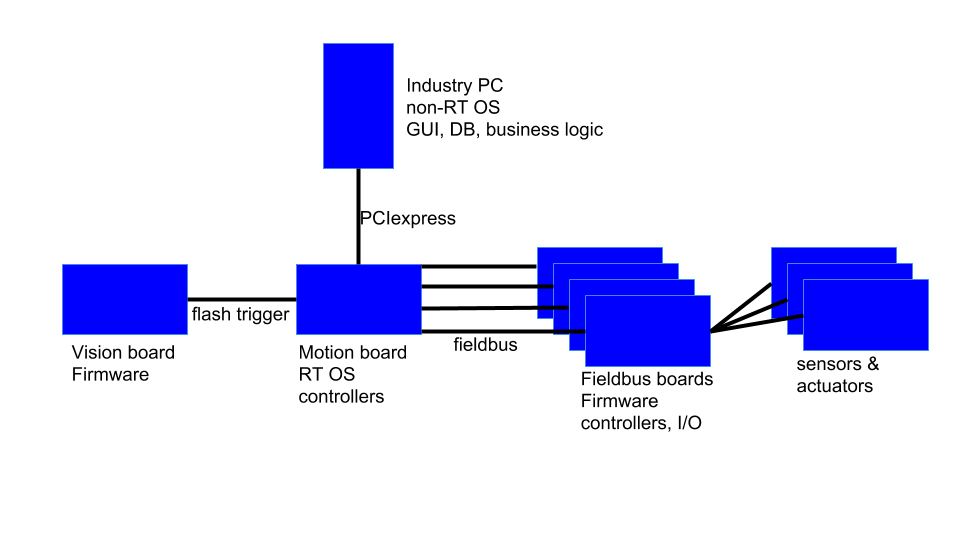 Industry PC
non-RT OS
GUI, DB, business logic
PCIexpress
flash trigger
fieldbus
Vision board
Firmware
Motion board
RT OS
controllers
Fieldbus boards
Firmware
controllers, I/O
sensors &
actuators